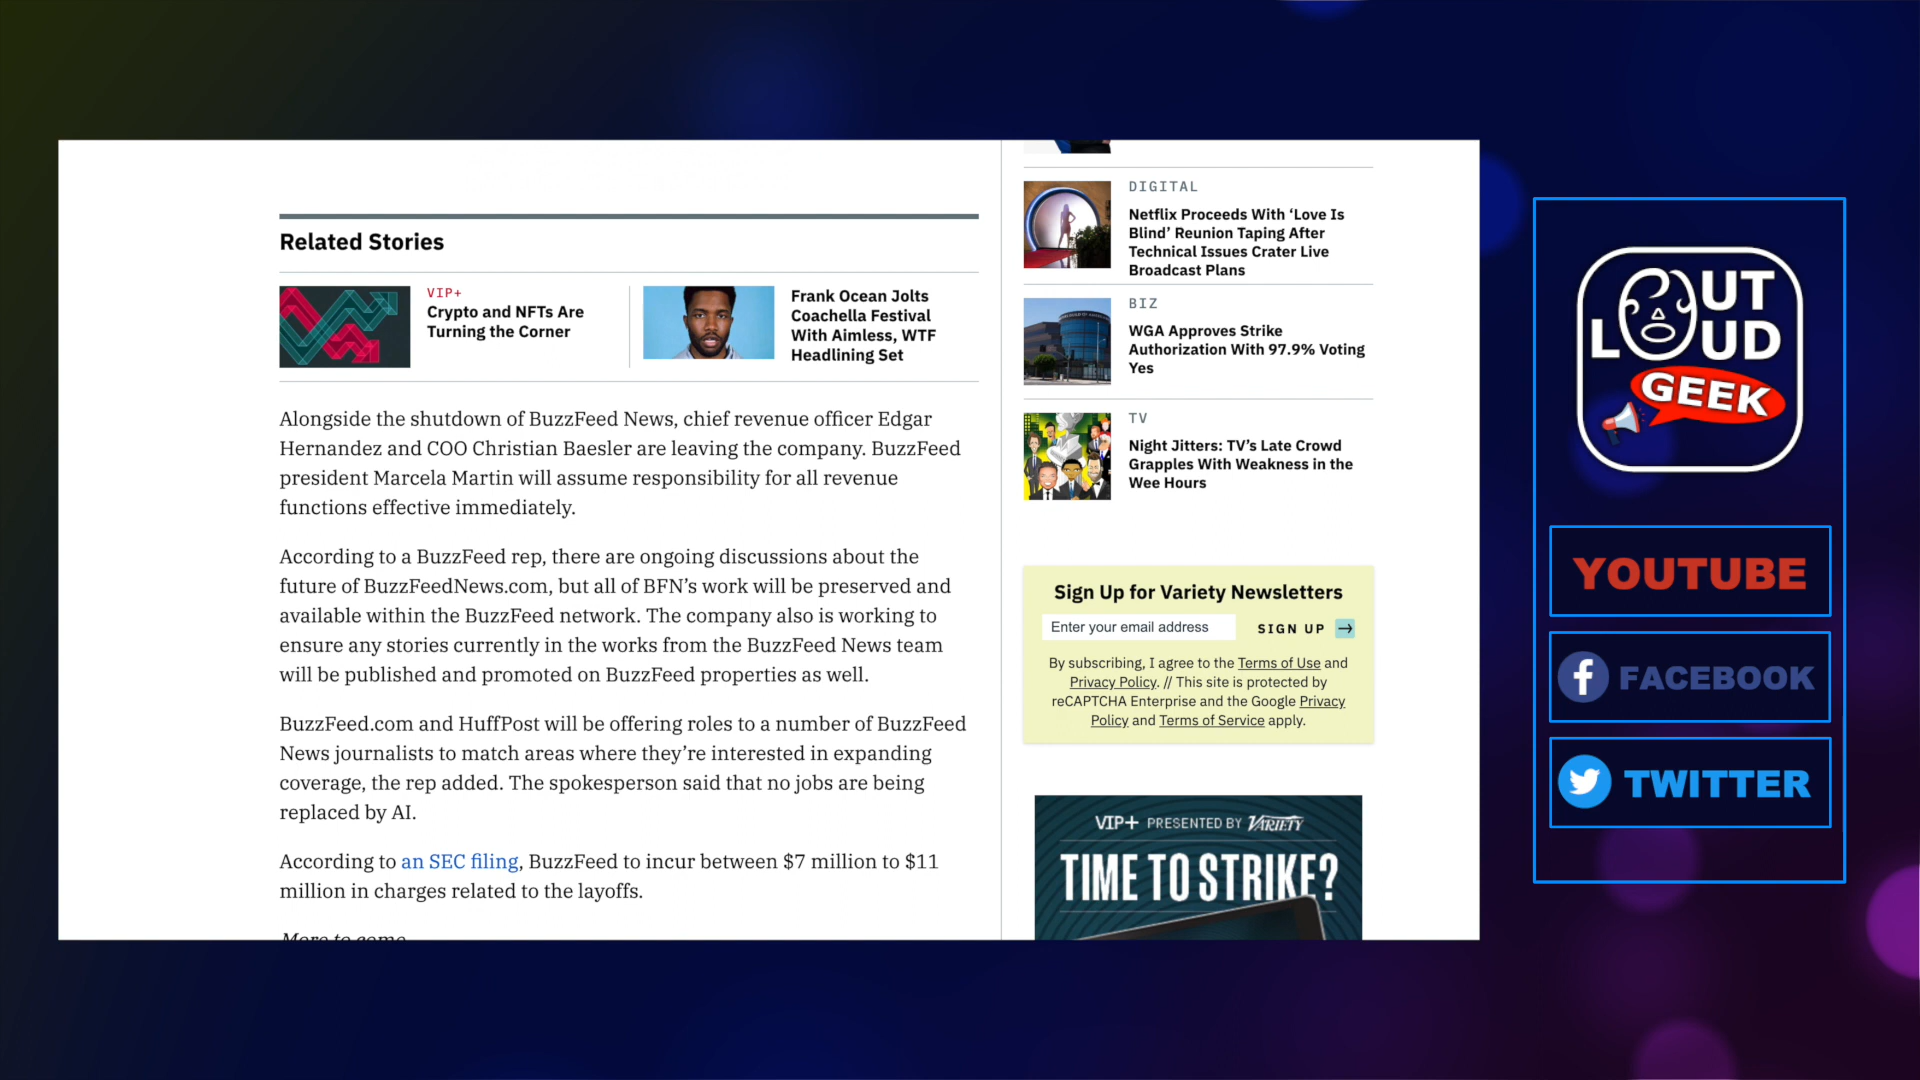 Related Stories
VIP+
Crypto and NFTs Are
Turning the Corner
Frank Ocean Jolts
Coachella Festival
With Aimless, WTF
Headlining Set
Alongside the shutdown of BuzzFeed News, chief revenue officer Edgar
Hernandez and COO Christian Baesler are leaving the company. BuzzFeed
president Marcela Martin will assume responsibility for all revenue
functions effective immediately.
According to a BuzzFeed rep, there are ongoing discussions about the
future of BuzzFeedNews.com, but all of BFN’s work will be preserved and
available within the BuzzFeed network. The company also is working to
ensure any stories currently in the works from the BuzzFeed News team
will be published and promoted on BuzzFeed properties as well.
BuzzFeed.com and HuffPost will be offering roles to a number of BuzzFeed
News journalists to match areas where they’re interested in expanding
coverage, the rep added. The spokesperson said that no jobs are being
replaced by AI.
According to an SEC filing, BuzzFeed to incur between $7 million to $11
million in charges related to the layoffs.
More to come
DIGITAL
Netflix Proceeds With ‘Love Is
Blind’ Reunion Taping After
Technical Issues Crater Live
Broadcast Plans
BIZ
WGA Approves Strike
Authorization With 97.9% Voting
Yes
TV
Night Jitters: TV’s Late Crowd
Grapples With Weakness in the
Wee Hours
Sign Up for Variety Newsletters
Enter your email address
SIGN UP →
By subscribing, I agree to the Terms of Use and
Privacy Policy. // This site is protected by
reCAPTCHA Enterprise and the Google Privacy
Policy and Terms of Service apply.
VIP+ PRESENTED BY VARIETY
TIME TO STRIKE?
OUT
LOUD
GEEK
YOUTUBE
FACEBOOK
TWITTER